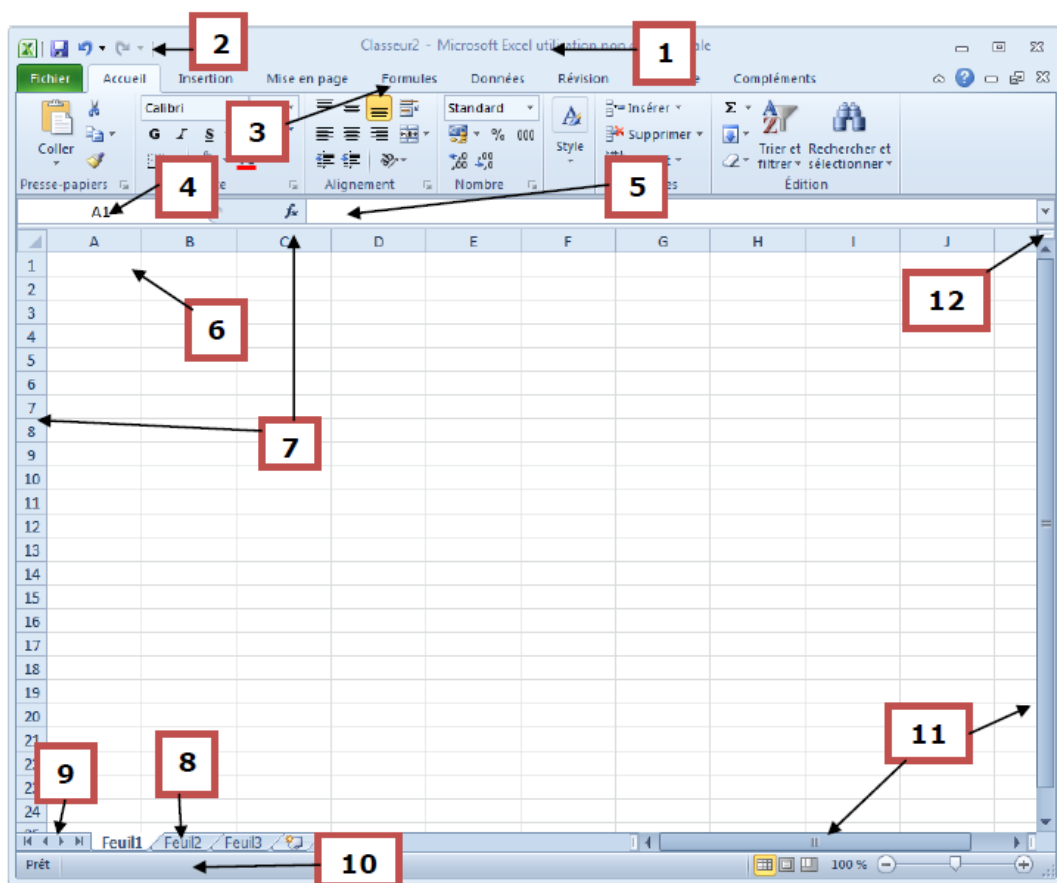 2
Classeur2 - Microsoft Excel utilisation non
1
Fichier Accueil Insertion Mise en page Formules Données Révision Compléments
Calibri
Standard
Insérer
Σ
3
G I S
% 000
Supprimer
Coller
Style
Trier et Rechercher et
filtrer sélectionner
Presse-papiers
Alignement
Nombre
Édition
4
5
A1
fx
A B C D E F G H I J
1
2
3
4
5
6
7
8
9
10
11
12
13
14
15
16
17
18
19
20
21
24
12
6
7
11
8
9
Feuil1 Feuil2 Feuil3
Prêt
10
100 %